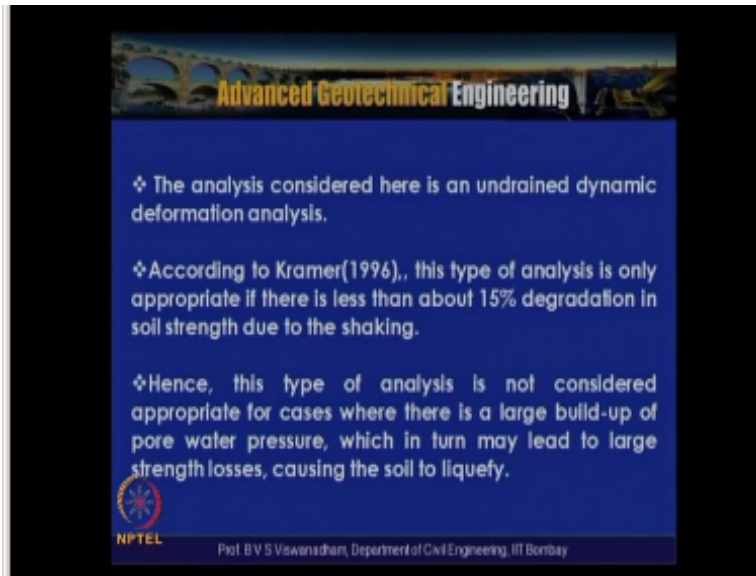 Advanced Geotechnical Engineering
❖ The analysis considered here is an undrained dynamic
deformation analysis.
❖According to Kramer(1996),, this type of analysis is only
appropriate if there is less than about 15% degradation in
soil strength due to the shaking.
❖Hence, this type of analysis is not considered
appropriate for cases where there is a large build-up of
pore water pressure, which in turn may lead to large
strength losses, causing the soil to liquefy.
NPTEL
Prof. B V S Viswanadham, Department of Civil Engineering, IIT Bombay